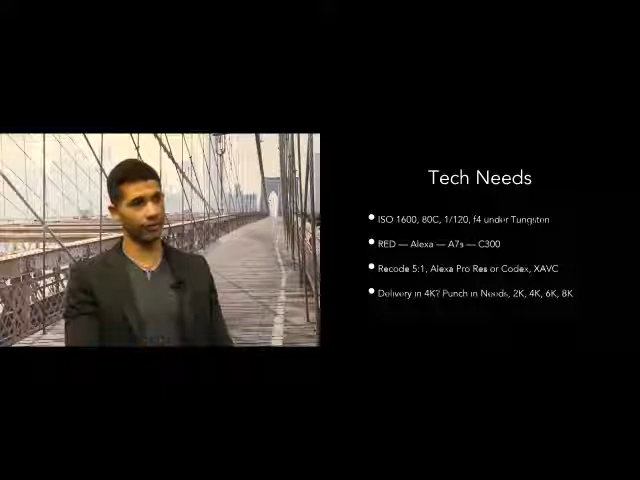 Tech Needs
ISO 1600, 80C, 1/120, f4 under Tungsten
RED — Alexa — A7s — C300
Recode 5:1, Alexa Pro Res or Codex, XAVC
Delivery in 4K? Punch in Needs, 2K, 4K, 6K, 8K